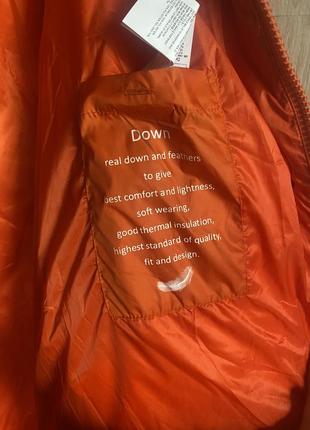 Down
real down and feathers
to give
best comfort and lightness,
soft wearing,
good thermal insulation,
highest standard of quality,
fit and design.